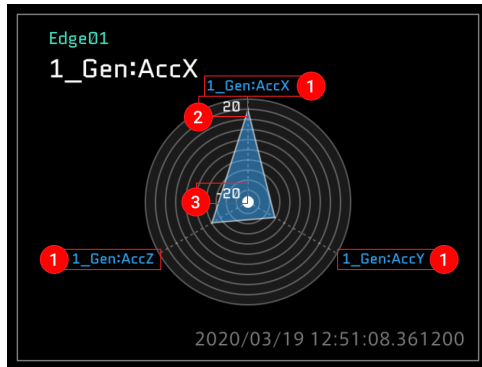 Edge01
1_Gen:AccX
1_Gen:AccX 1
20
2
-20
3
1 1_Gen:AccZ
1_Gen:AccY 1
2020/03/19 12:51:08.361200